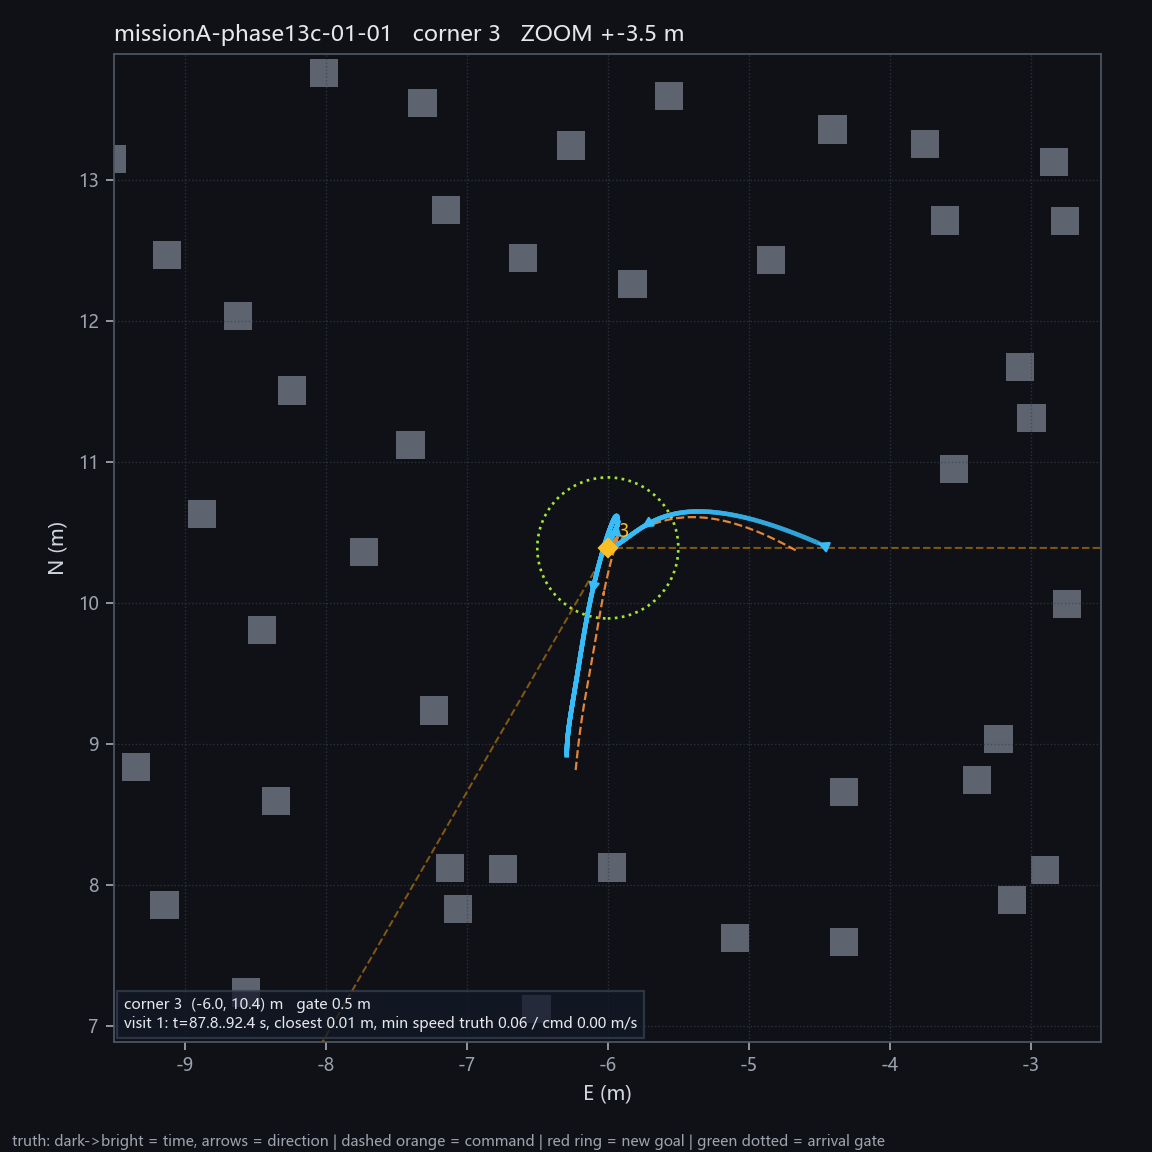 missionA-phase13c-01-01   corner 3   ZOOM +-3.5 m
N (m)
13
12
11
10
9
8
7
3
corner 3  (-6.0, 10.4) m   gate 0.5 m
visit 1: t=87.8..92.4 s, closest 0.01 m, min speed truth 0.06 / cmd 0.00 m/s
-9
-8
-7
-6
-5
-4
-3
E (m)
truth: dark->bright = time, arrows = direction | dashed orange = command | red ring = new goal | green dotted = arrival gate